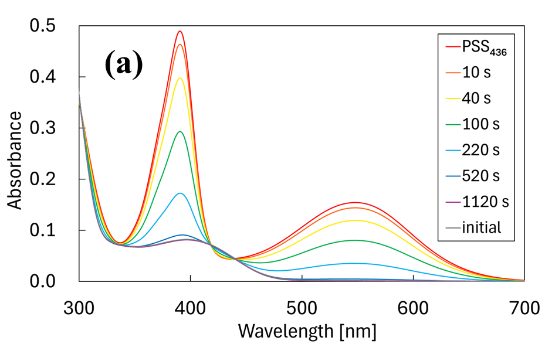 (a)
0.5
0.4
0.3
0.2
0.1
0.0
Absorbance
300
400
500
600
700
Wavelength [nm]
PSS436
10 s
40 s
100 s
220 s
520 s
1120 s
initial